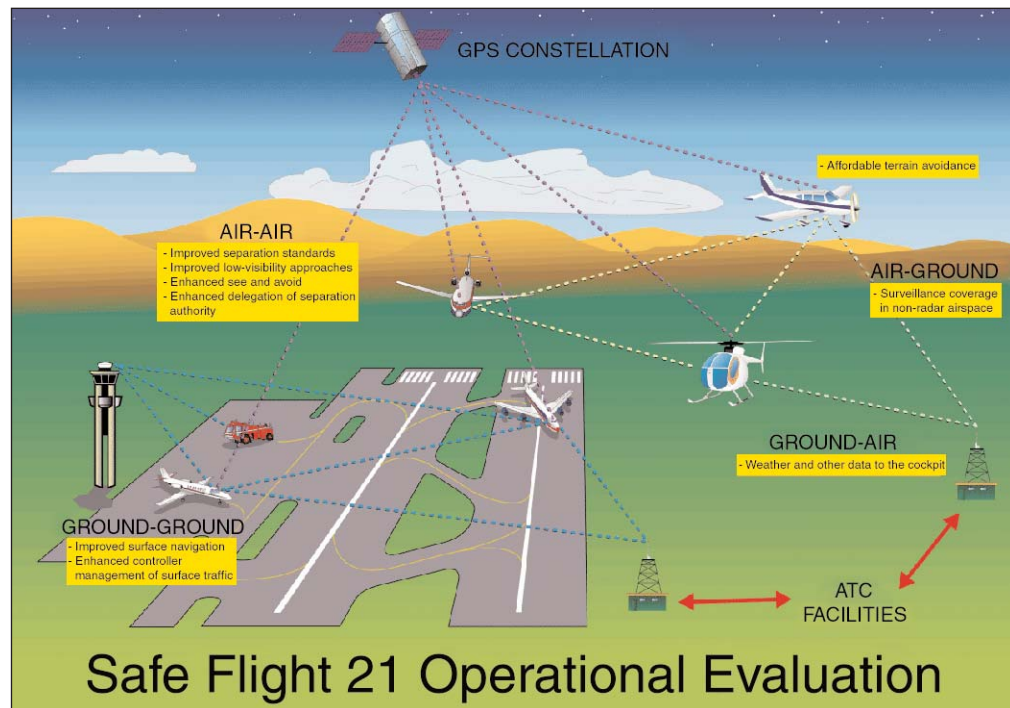 GPS CONSTELLATION
- Affordable terrain avoidance
AIR-AIR
- Improved separation standards
- Improved low-visibility approaches
- Enhanced see and avoid
- Enhanced delegation of separation
authority
AIR-GROUND
- Surveillance coverage
in non-radar airspace
GROUND-AIR
- Weather and other data to the cockpit
GROUND-GROUND
- Improved surface navigation
- Enhanced controller
management of surface traffic
ATC
FACILITIES
Safe Flight 21 Operational Evaluation